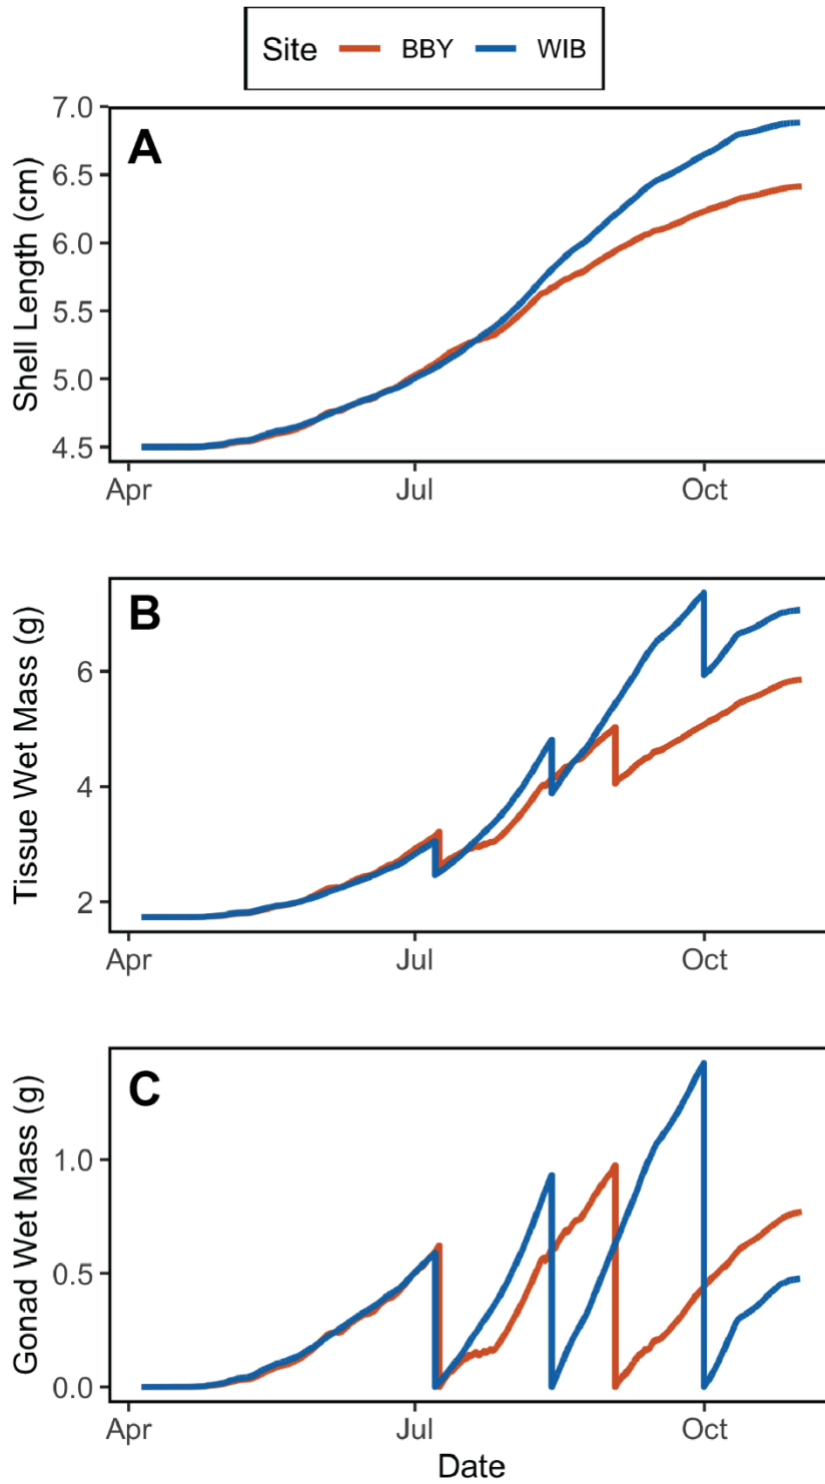 Site BBY WIB
A
Shell Length (cm)
7.0
6.5
6.0
5.5
5.0
4.5
Apr Jul Oct
B
Tissue Wet Mass (g)
6
4
2
Apr Jul Oct
C
Gonad Wet Mass (g)
1.0
0.5
0.0
Apr Jul Oct
Date